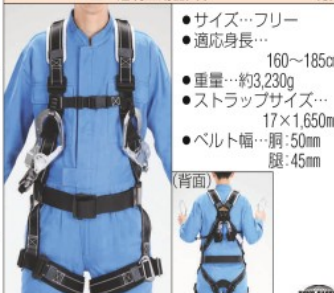 ●サイズ…フリー
●適応身長…
160〜185cm
●重量…約3,230g
●ストラップサイズ…
17×1,650mm
●ベルト幅…胴:50mm
腿:45mm
(背面)